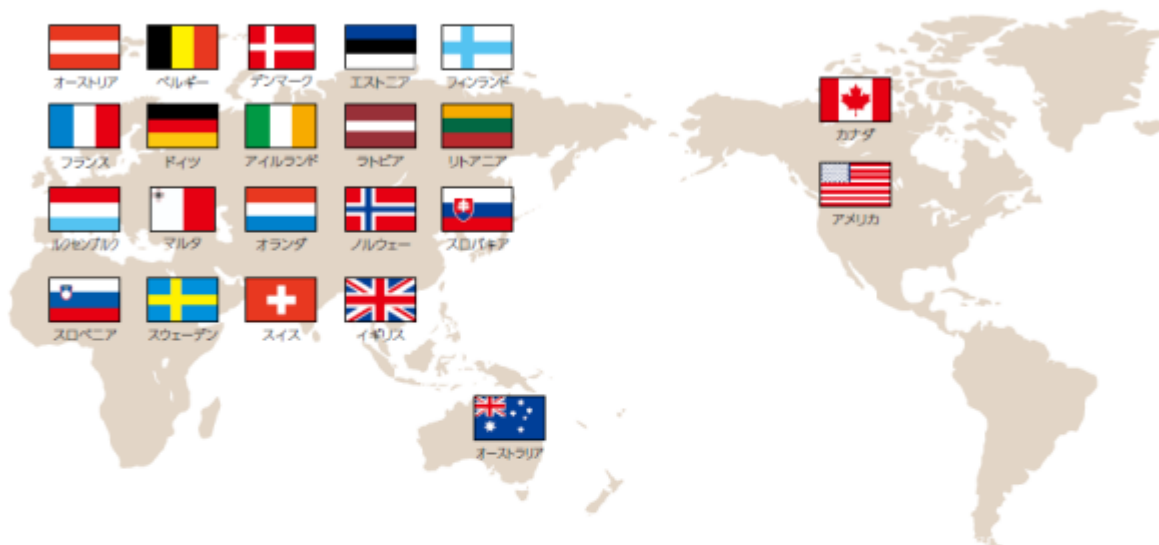 オーストリア
ベルギー
デンマーク
エストニア
フィンランド
フランス
ドイツ
アイルランド
ラトビア
リトアニア
ルクセンブルク
マルタ
オランダ
ノルウェー
スロバキア
スロベニア
スウェーデン
スイス
イギリス
カナダ
アメリカ
オーストラリア